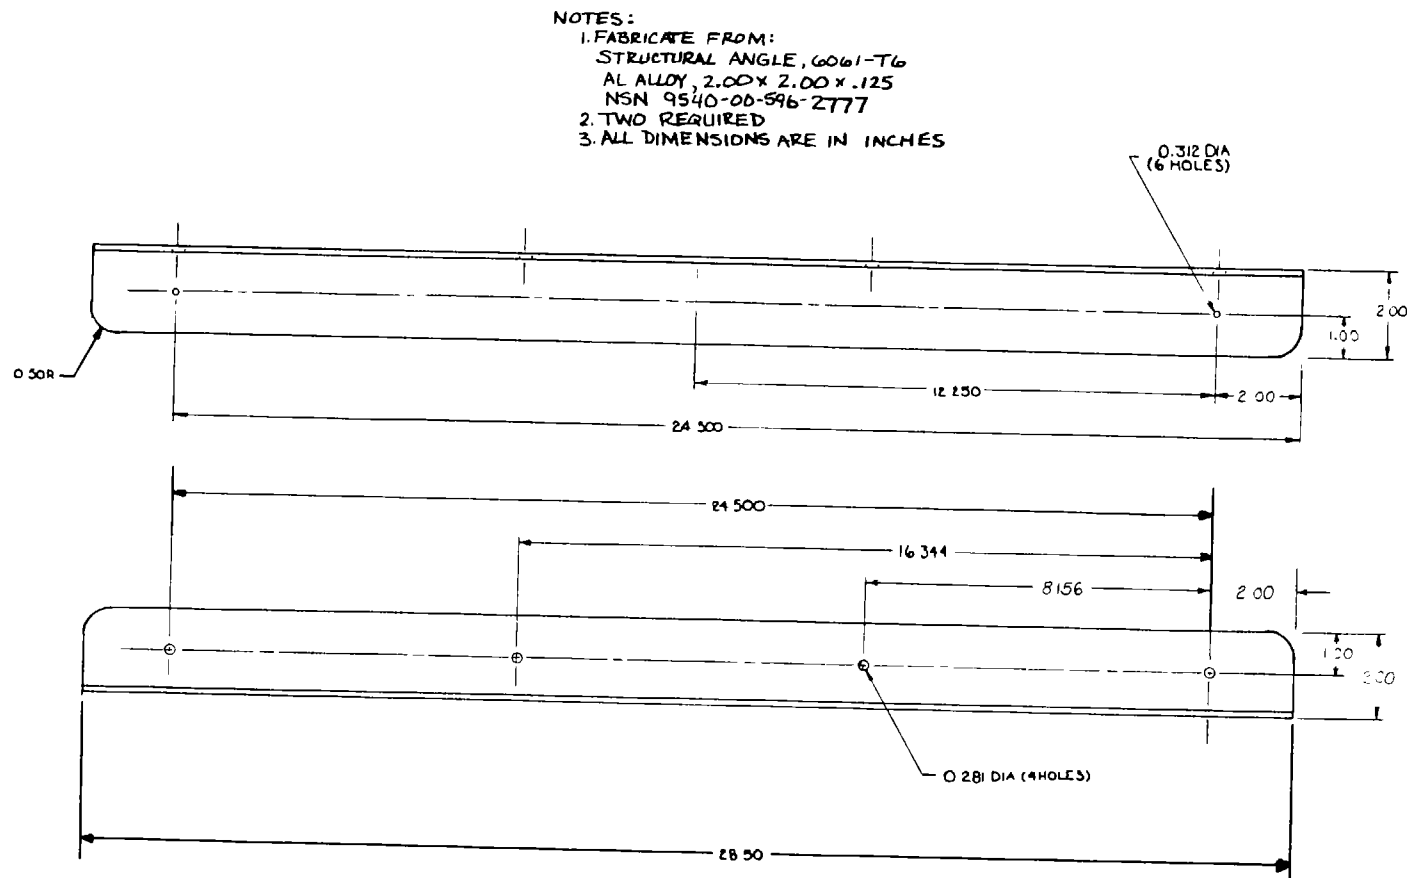 NOTES:
1. FABRICATE FROM:
STRUCTURAL ANGLE, 6061-T6
AL ALLOY, 2.00 X 2.00 X .125
NSN 9540-00-596-2777
2. TWO REQUIRED
3. ALL DIMENSIONS ARE IN INCHES
0.312 DIA
(6 HOLES)
2.00
1.00
0.50R
12.250
2.00
24.500
24.500
16.344
8.156
2.00
1.00
2.00
0.281 DIA (4 HOLES)
28.50